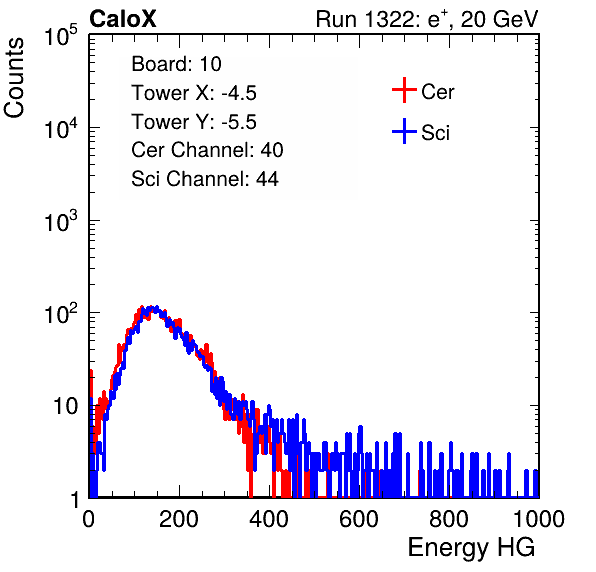 CaloX Run 1322: e⁺, 20 GeV
Counts
10⁵
10⁴
10³
10²
10
1
Board: 10
Tower X: -4.5
Tower Y: -5.5
Cer Channel: 40
Sci Channel: 44
Cer
Sci
0 200 400 600 800 1000
Energy HG